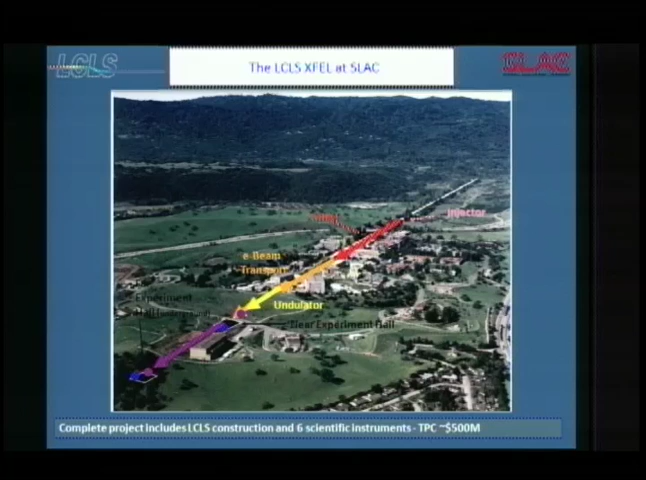 LCLS
The LCLS XFEL at SLAC
SLAC
Injector
e-Beam
Transport
Undulator
Experiment
Near Experiment Hall
Complete project includes LCLS construction and 6 scientific instruments - TPC ~$500M